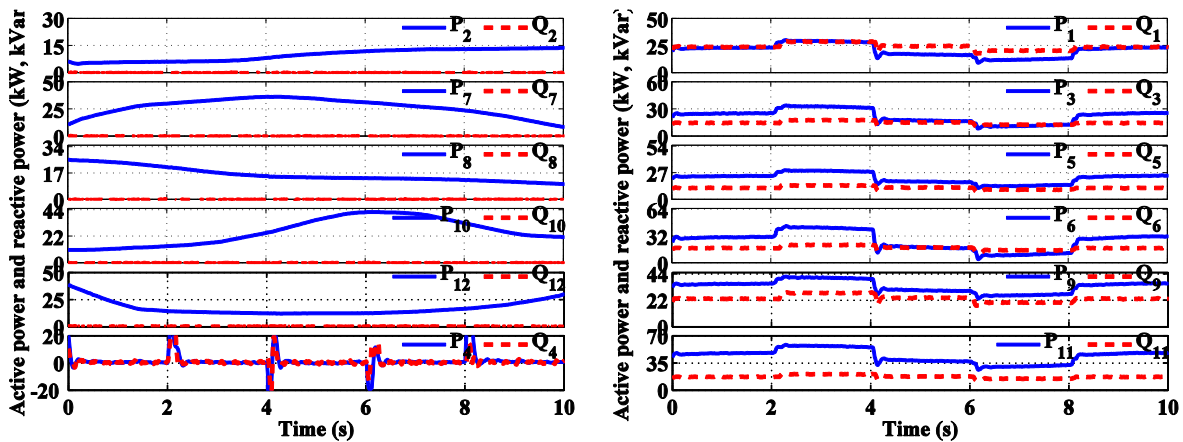 Active power and reactive power (kW, kVar)
30
15
0
P2 Q2
50
25
0
P7 Q7
34
17
0
P8 Q8
44
22
0
P10 Q10
50
25
0
P12 Q12
20
0
-20
P4 Q4
0 2 4 6 8 10
Time (s)
Active power and reactive power (kW, kVar)
50
25
0
P1 Q1
60
30
0
P3 Q3
54
27
0
P5 Q5
64
32
0
P6 Q6
44
22
0
P9 Q9
70
35
0
P11 Q11
0 2 4 6 8 10
Time (s)